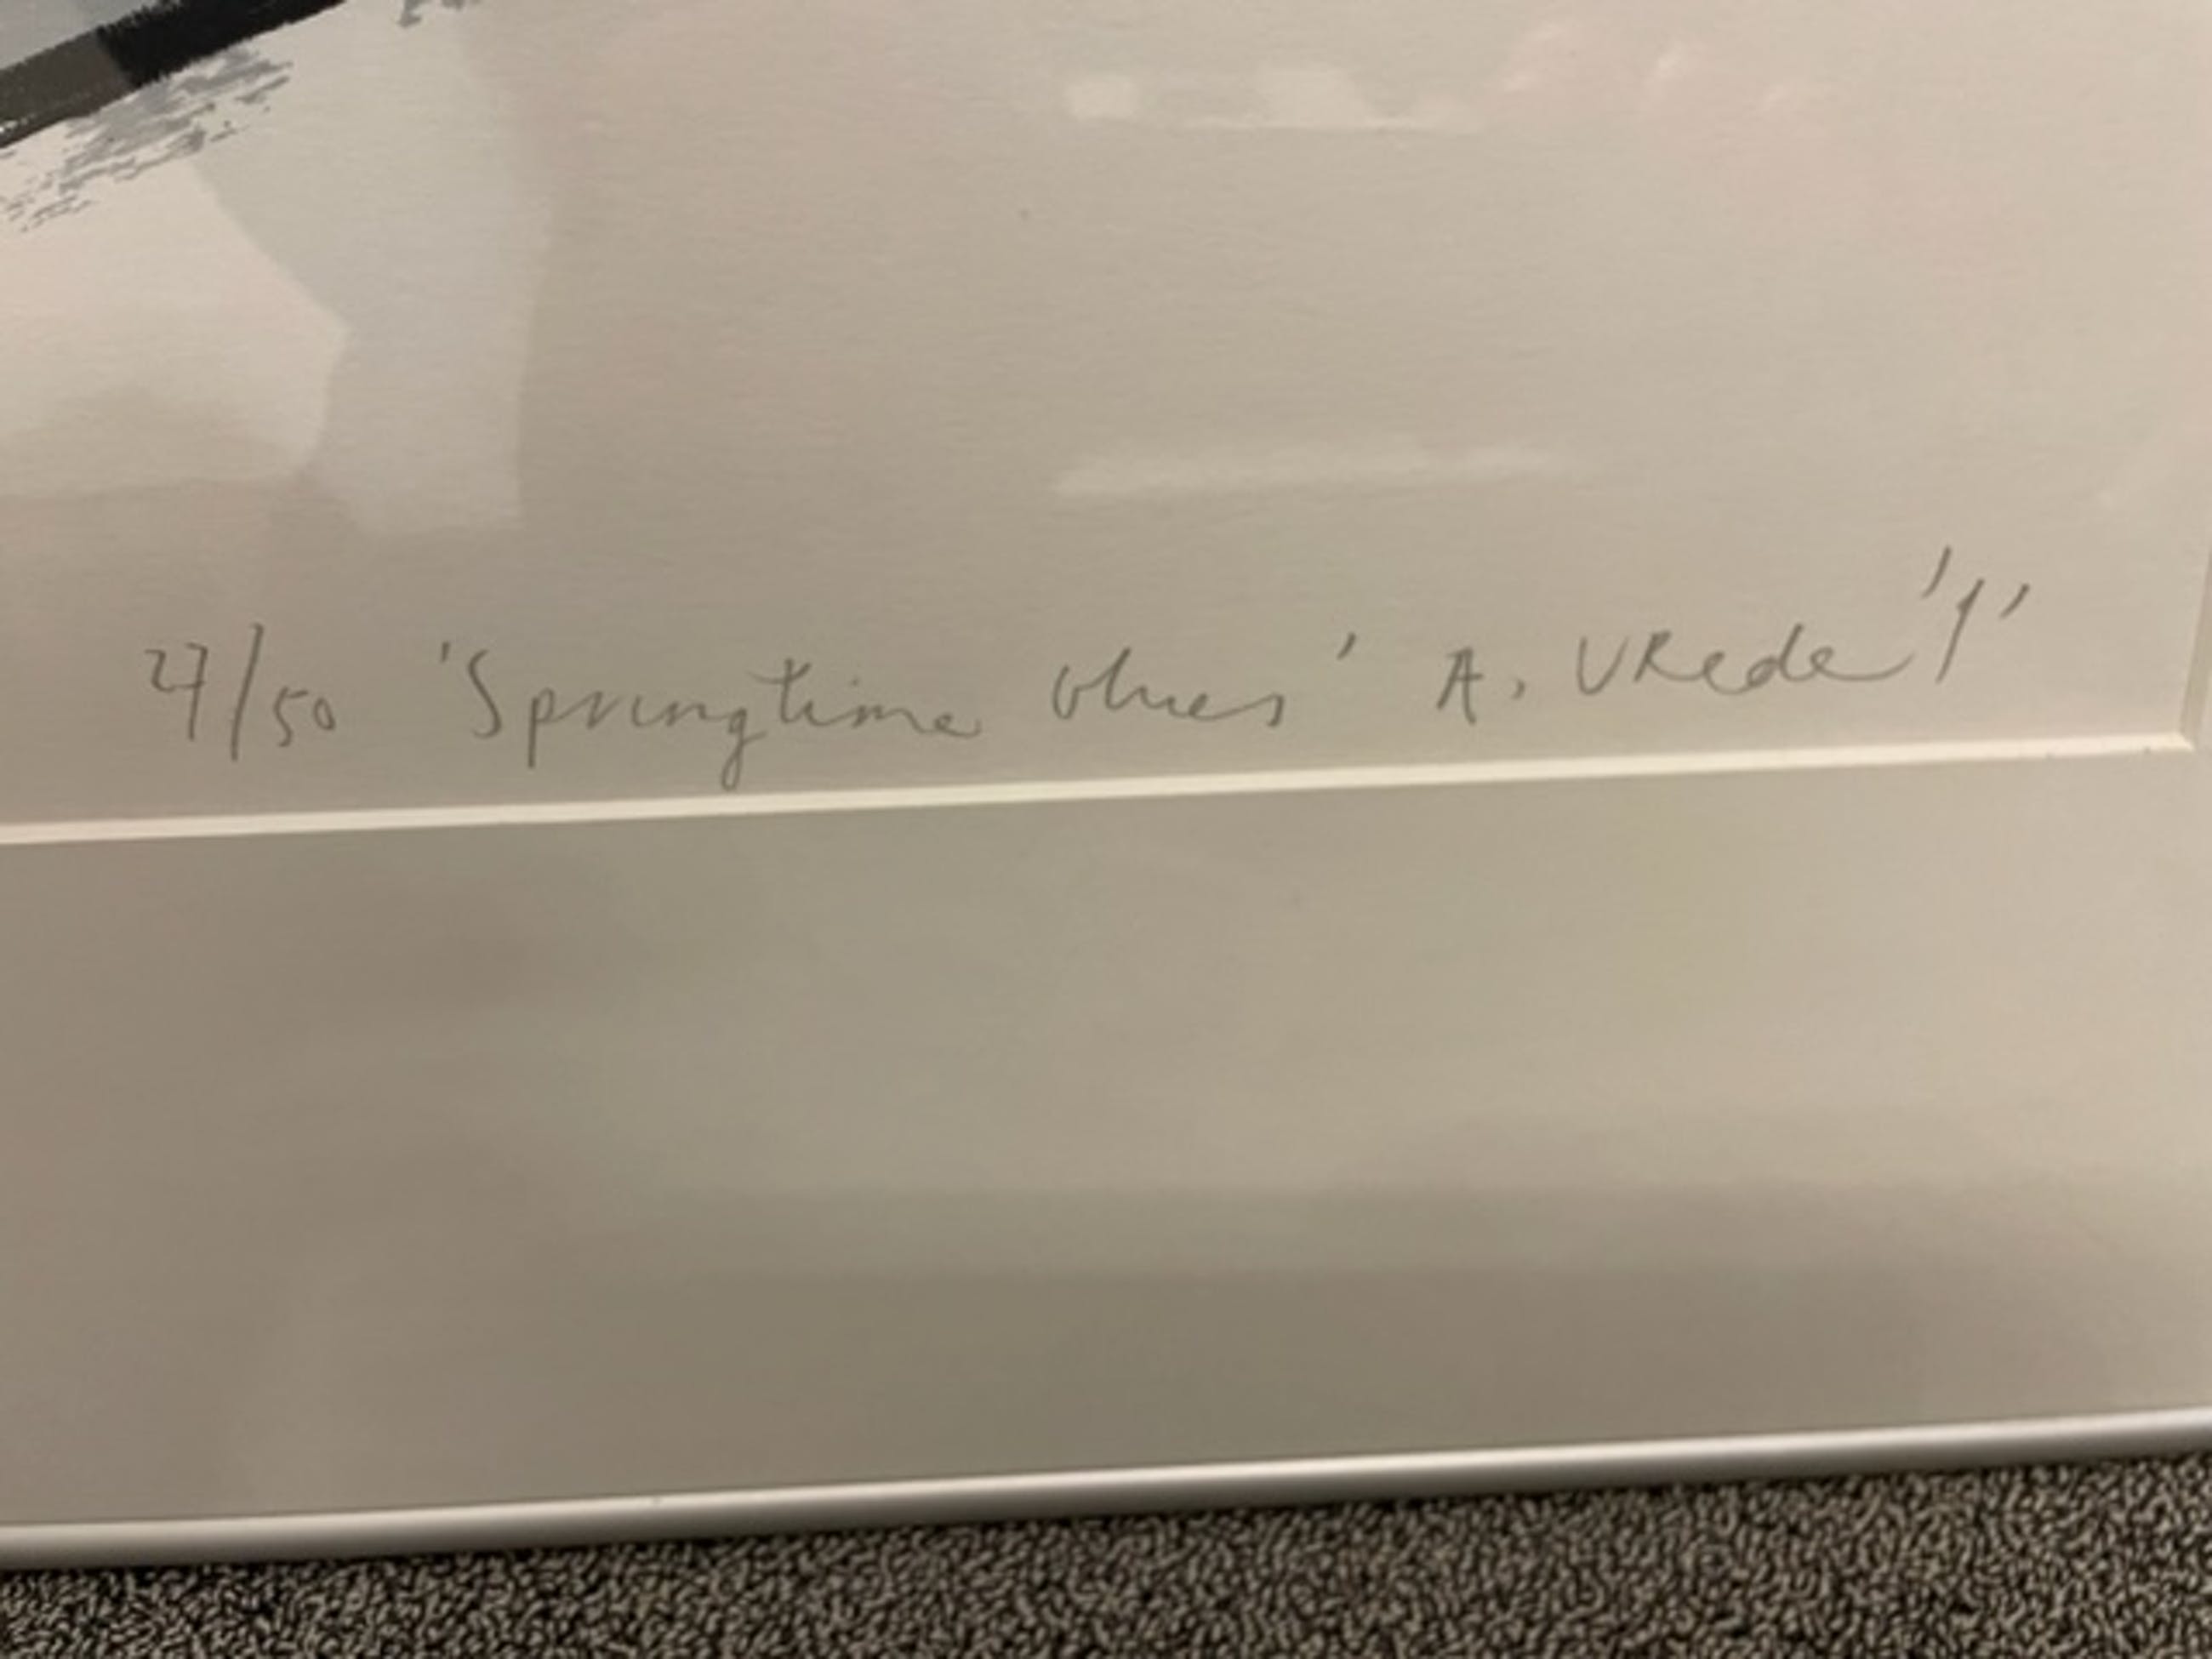 27/50 'Springtime blues' A. VRede